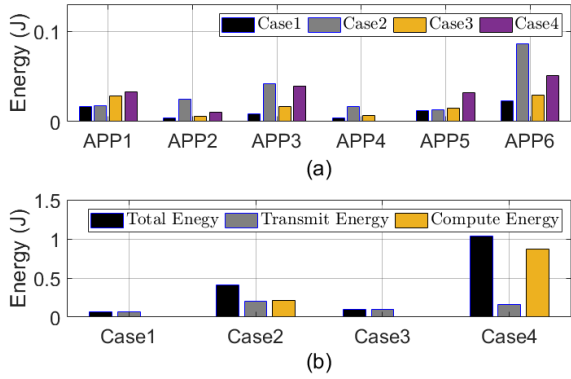 Energy (J)
0.1
0
Case1 Case2 Case3 Case4
APP1 APP2 APP3 APP4 APP5 APP6
(a)
Energy (J)
1.5
1
0.5
0
Total Enegy Transmit Energy Compute Energy
Case1 Case2 Case3 Case4
(b)